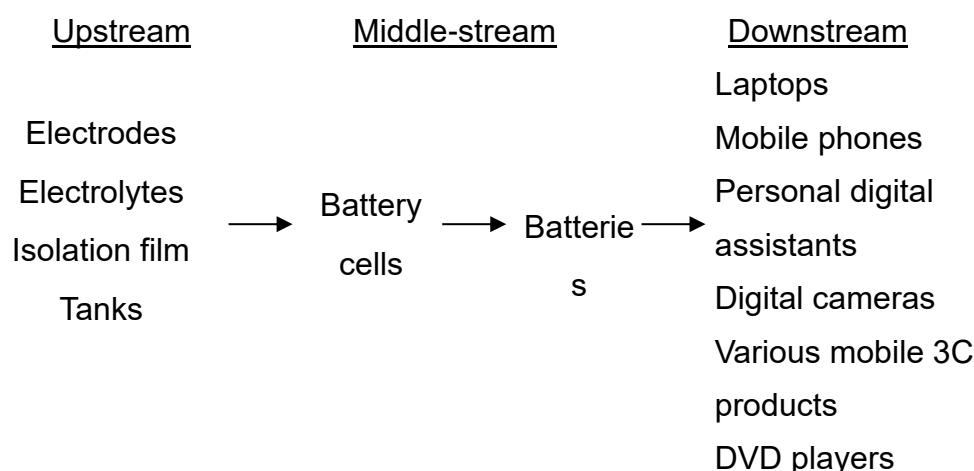 Upstream
Middle-stream
Downstream
Electrodes
Electrolytes
Isolation film
Tanks
Battery
cells
Batterie
s
Laptops
Mobile phones
Personal digital
assistants
Digital cameras
Various mobile 3C
products
DVD players